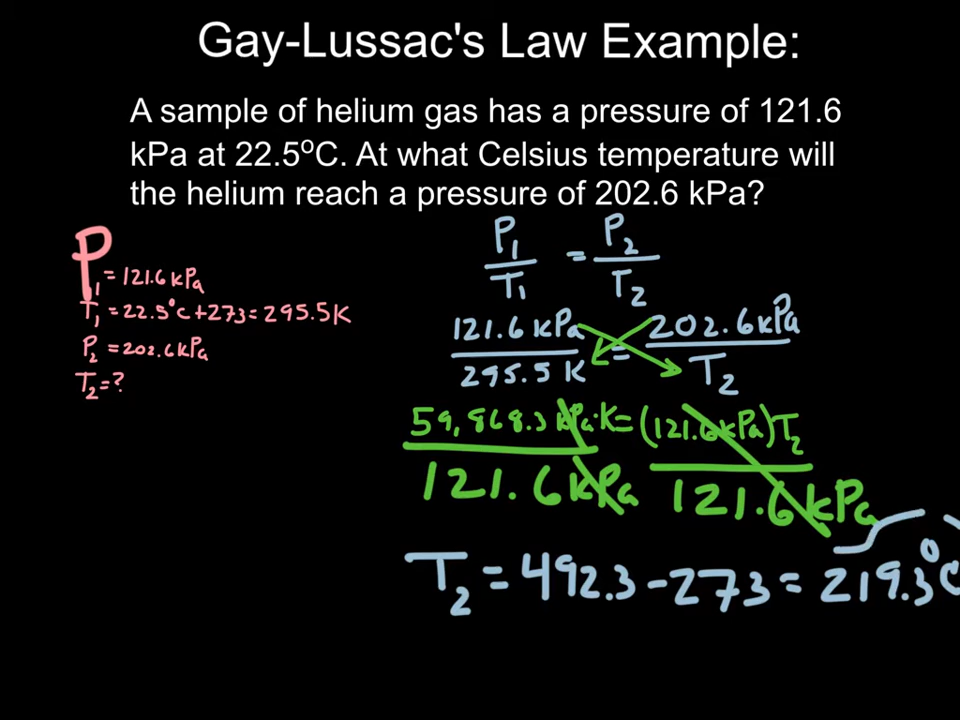 Gay-Lussac's Law Example:
A sample of helium gas has a pressure of 121.6
kPa at 22.5°C. At what Celsius temperature will
the helium reach a pressure of 202.6 kPa?
P₁ = 121.6 kPa
T₁ = 22.5°C + 273 = 295.5 K
P₂ = 202.6 kPa
T₂ = ?
P₁ = P₂
T₁ T₂
121.6 kPa = 202.6 kPa
295.5 K T₂
59,868.3 kPa·K = (121.6 kPa) T₂
121.6 kPa 121.6 kPa
T₂ = 492.3 - 273 = 219.3°C